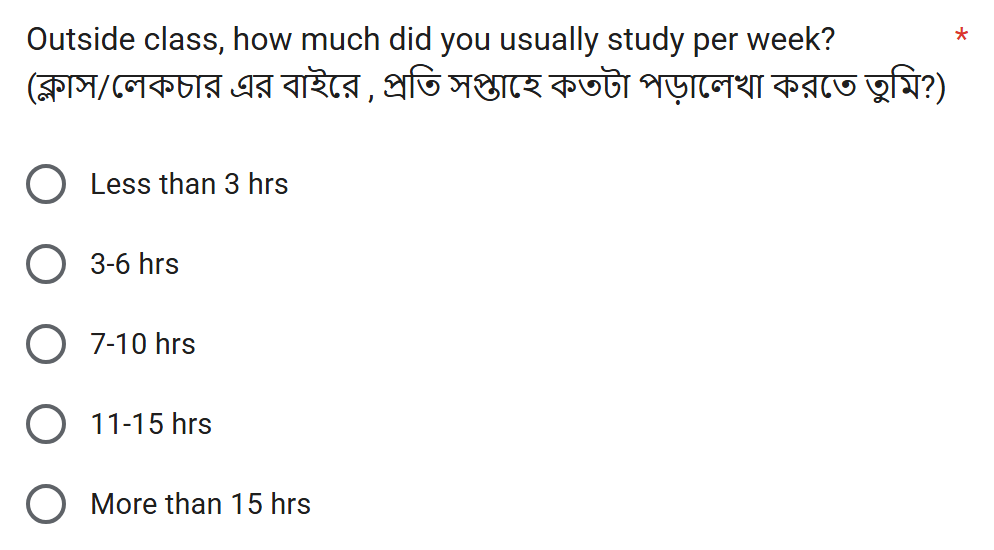 Outside class, how much did you usually study per week? *
(ক্লাস/লেকচার এর বাইরে , প্রতি সপ্তাহে কতটা পড়ালেখা করতে তুমি?)
Less than 3 hrs
3-6 hrs
7-10 hrs
11-15 hrs
More than 15 hrs